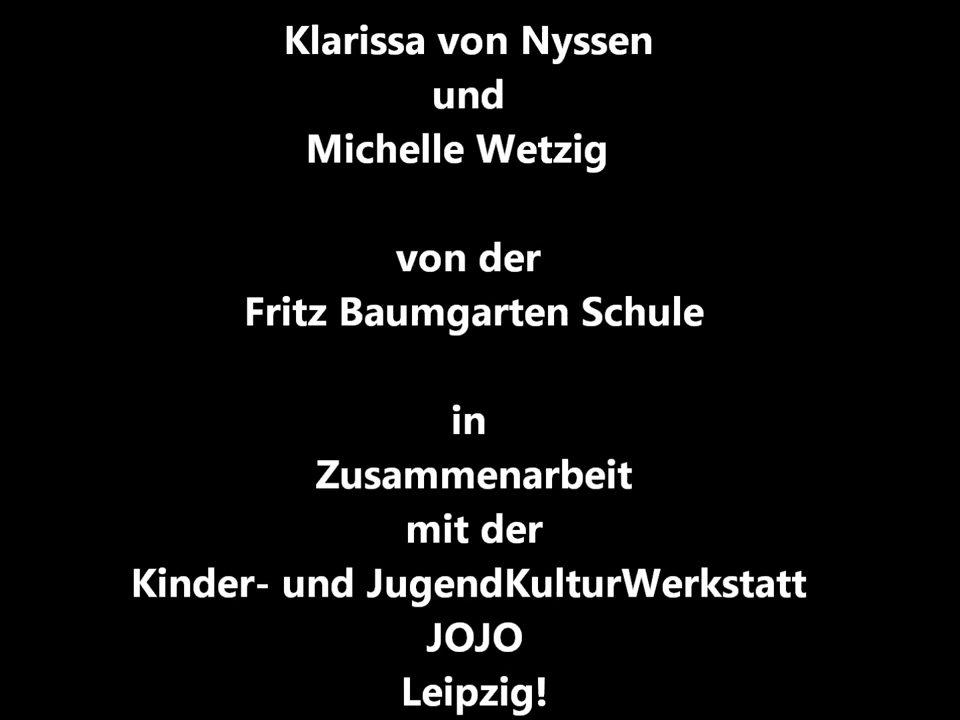 Klarissa von Nyssen
und
Michelle Wetzig
von der
Fritz Baumgarten Schule
in
Zusammenarbeit
mit der
Kinder- und JugendKulturWerkstatt
JOJO
Leipzig!